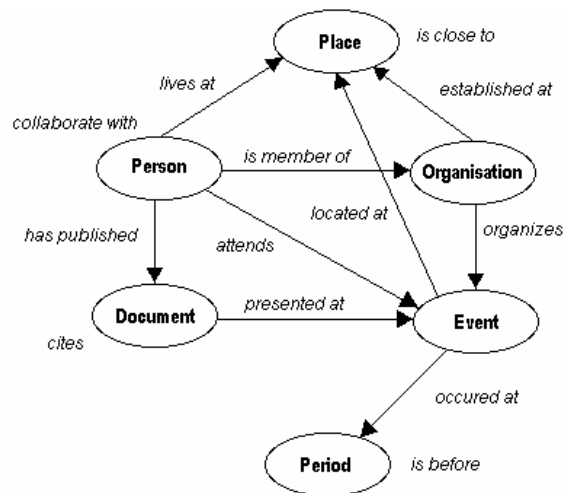 Place
is close to
lives at
established at
collaborate with
Person
is member of
Organisation
located at
has published
attends
organizes
Document
presented at
Event
cites
occured at
Period
is before